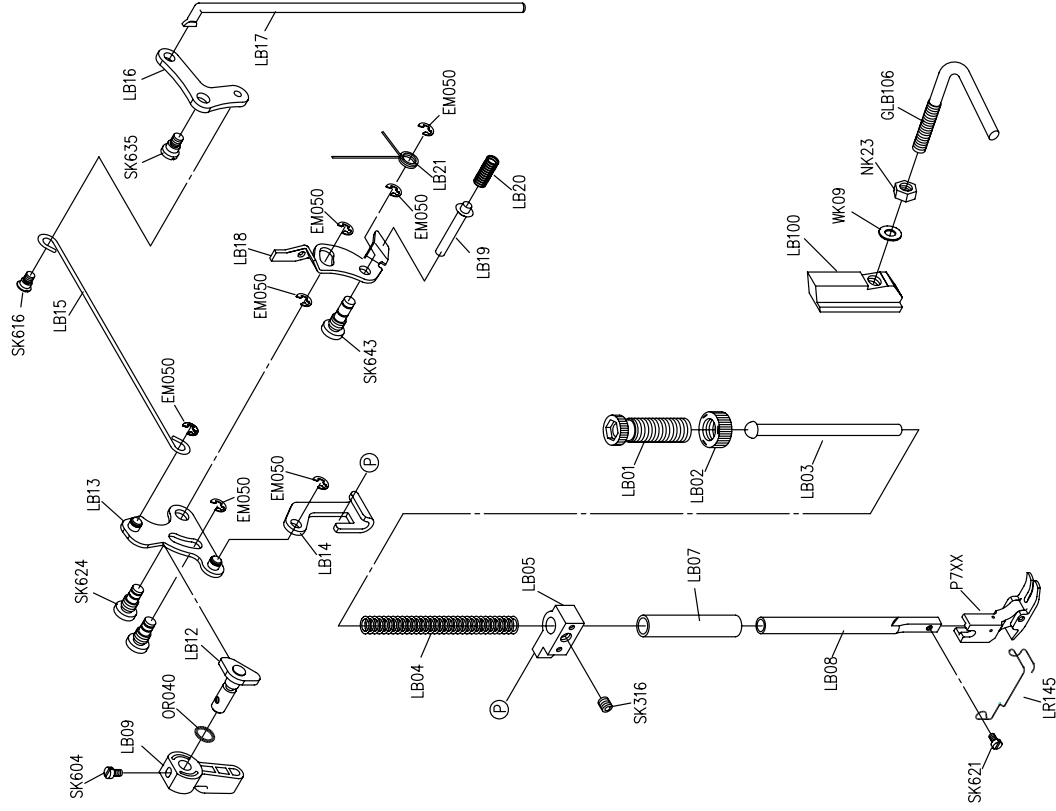 LB17
LB16
SK635
EM050
LB21
LB20
EM050
EM050
LB19
LB18
EM050
SK643
SK616
LB15
EM050
LB13
EM050
EM050
P
LB14
SK624
LB12
OR040
LB09
SK604
GLB106
NK23
WK09
LB100
LB01
LB02
LB03
LB04
LB05
P
SK316
LB07
LB08
P7XX
LR145
SK621